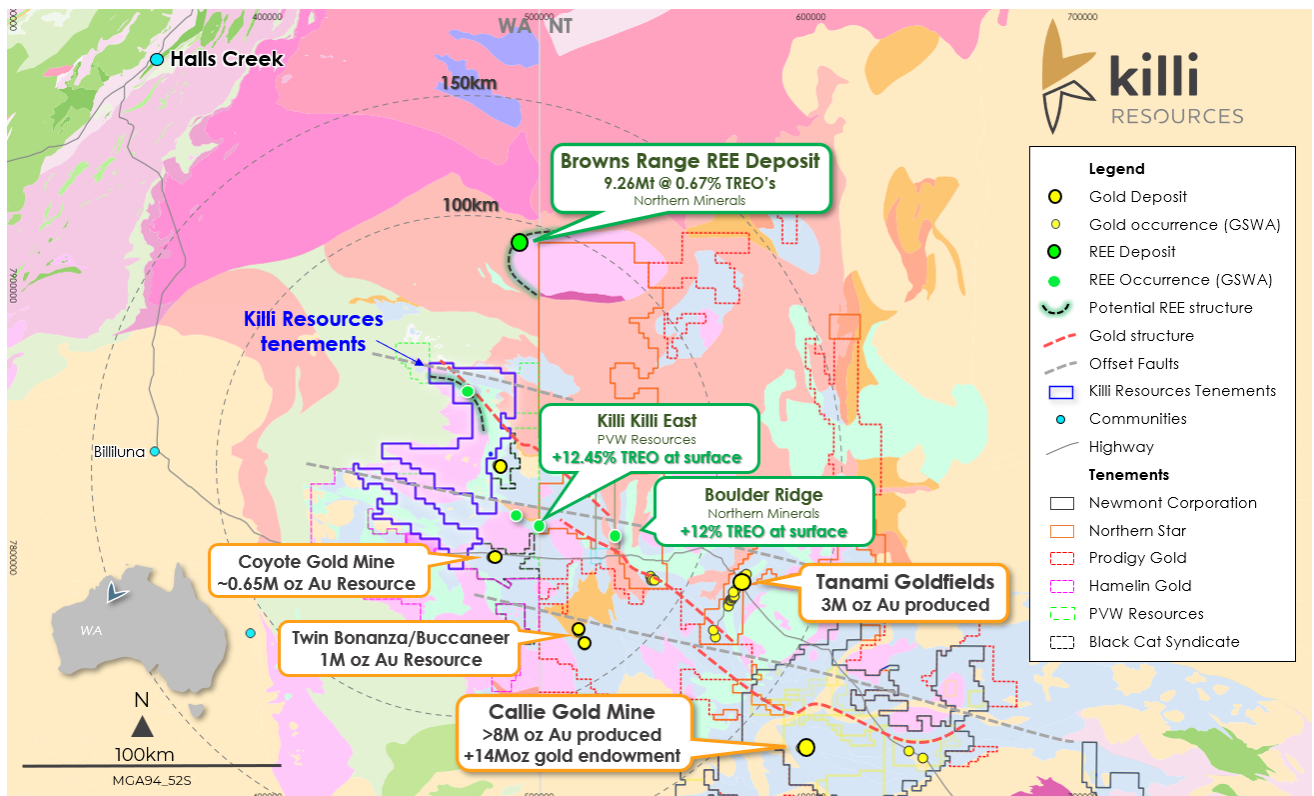 400000
500000
600000
700000
WA NT
Halls Creek
150km
killi
RESOURCES
Browns Range REE Deposit
9.26Mt @ 0.67% TREO's
Northern Minerals
100km
7900000
Killi Resources
tenements
Killi Killi East
PVW Resources
+12.45% TREO at surface
Billiluna
Boulder Ridge
Northern Minerals
+12% TREO at surface
7800000
Coyote Gold Mine
~0.65M oz Au Resource
Tanami Goldfields
3M oz Au produced
WA
Twin Bonanza/Buccaneer
1M oz Au Resource
Callie Gold Mine
>8M oz Au produced
+14Moz gold endowment
N
100km
MGA94_52S
400000
500000
600000
Legend
Gold Deposit
Gold occurrence (GSWA)
REE Deposit
REE Occurrence (GSWA)
Potential REE structure
Gold structure
Offset Faults
Killi Resources Tenements
Communities
Highway
Tenements
Newmont Corporation
Northern Star
Prodigy Gold
Hamelin Gold
PVW Resources
Black Cat Syndicate